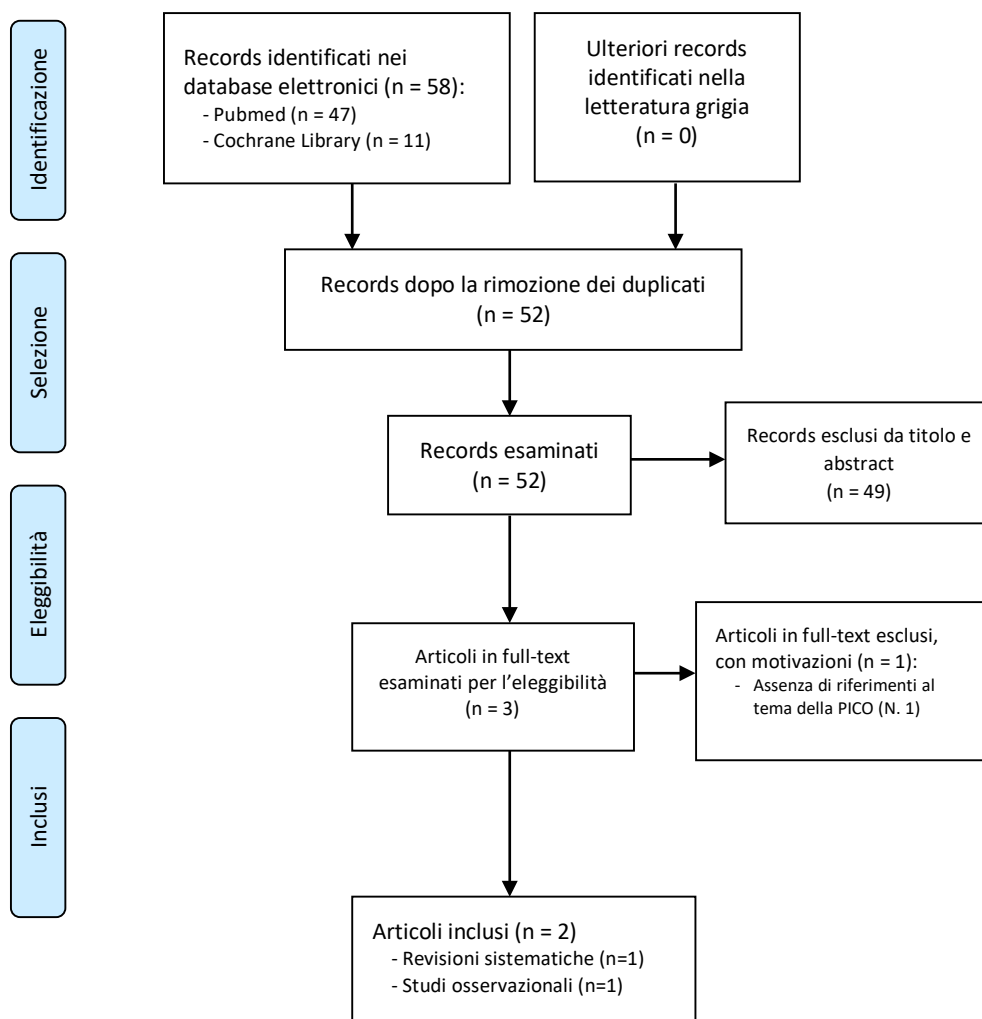 Identificazione
Records identificati nei
database elettronici (n = 58):
- Pubmed (n = 47)
- Cochrane Library (n = 11)
Ulteriori records
identificati nella
letteratura grigia
(n = 0)
Selezione
Records dopo la rimozione dei duplicati
(n = 52)
Records esaminati
(n = 52)
Records esclusi da titolo e
abstract
(n = 49)
Eleggibilità
Articoli in full-text
esaminati per l'eleggibilità
(n = 3)
Articoli in full-text esclusi,
con motivazioni (n = 1):
- Assenza di riferimenti al
tema della PICO (N. 1)
Inclusi
Articoli inclusi (n = 2)
- Revisioni sistematiche (n=1)
- Studi osservazionali (n=1)